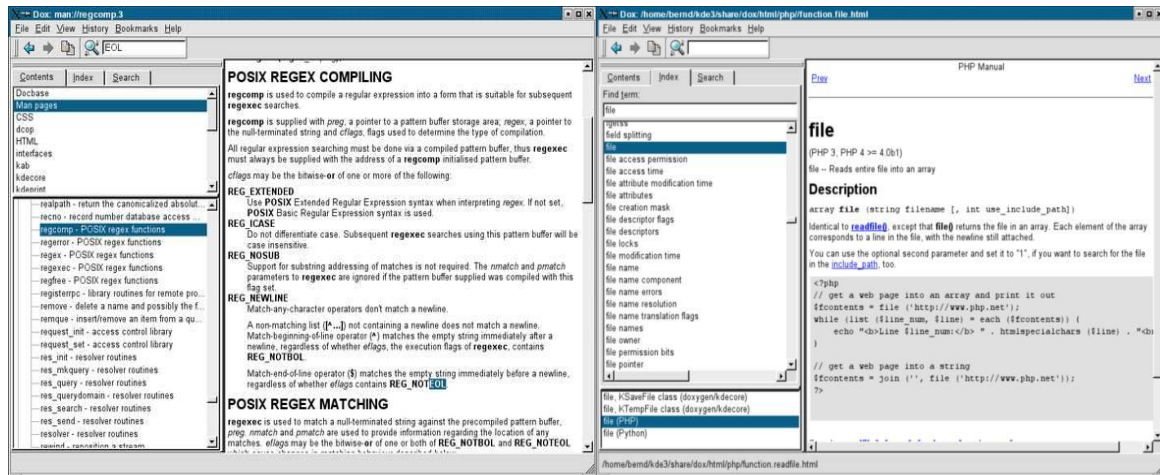 Dox: man://regcomp.3
File Edit View History Bookmarks Help
EOL
Contents Index Search
Docbase
Man pages
CSS
dcop
HTML
interfaces
kab
kdecore
kdeprint
realpath - return the canonicalized absolut...
recno - record number database access ...
regcomp - POSIX regex functions
regerror - POSIX regex functions
regex - POSIX regex functions
regexec - POSIX regex functions
regfree - POSIX regex functions
registerrpc - library routines for remote pro...
remove - delete a name and possibly the f...
remque - insert/remove an item from a qu...
request_init - access control library
request_set - access control library
res_init - resolver routines
res_mkquery - resolver routines
res_query - resolver routines
res_querydomain - resolver routines
res_search - resolver routines
res_send - resolver routines
resolver - resolver routines
rewind - reposition a stream
POSIX REGEX COMPILING
regcomp is used to compile a regular expression into a form that is suitable for subsequent
regexec searches.
regcomp is supplied with preg, a pointer to a pattern buffer storage area; regex, a pointer to
the null-terminated string and cflags, flags used to determine the type of compilation.
All regular expression searching must be done via a compiled pattern buffer, thus regexec
must always be supplied with the address of a regcomp initialised pattern buffer.
cflags may be the bitwise-or of one or more of the following:
REG_EXTENDED
Use POSIX Extended Regular Expression syntax when interpreting regex. If not set,
POSIX Basic Regular Expression syntax is used.
REG_ICASE
Do not differentiate case. Subsequent regexec searches using this pattern buffer will be
case insensitive.
REG_NOSUB
Support for substring addressing of matches is not required. The nmatch and pmatch
parameters to regexec are ignored if the pattern buffer supplied was compiled with this
flag set.
REG_NEWLINE
Match-any-character operators don't match a newline.
A non-matching list ([^...]) not containing a newline does not match a newline.
Match-beginning-of-line operator (^) matches the empty string immediately after a
newline, regardless of whether eflags, the execution flags of regexec, contains
REG_NOTBOL.
Match-end-of-line operator ($) matches the empty string immediately before a newline,
regardless of whether eflags contains REG_NOTEOL
POSIX REGEX MATCHING
regexec is used to match a null-terminated string against the precompiled pattern buffer,
preg. nmatch and pmatch are used to provide information regarding the location of any
matches. eflags may be the bitwise-or of one or both of REG_NOTBOL and REG_NOTEOL
which cause changes in matching behaviour described below.
Dox: /home/bernd/kde3/share/dox/html/php//function.file.html
File Edit View History Bookmarks Help
Contents Index Search
Find term:
file
fgetss
field splitting
file
file access permission
file access time
file attribute modification time
file attributes
file creation mask
file descriptor flags
file descriptors
file locks
file modification time
file name
file name component
file name errors
file name resolution
file name translation flags
file names
file owner
file permission bits
file pointer
file, KSaveFile class (doxygen/kdecore)
file, KTempFile class (doxygen/kdecore)
file (PHP)
file (Python)
PHP Manual
Prev Next
file
(PHP 3, PHP 4 >= 4.0b1)
file -- Reads entire file into an array
Description
array file (string filename [, int use_include_path])
Identical to readfile(), except that file() returns the file in an array. Each element of the array
corresponds to a line in the file, with the newline still attached.
You can use the optional second parameter and set it to "1", if you want to search for the file
in the include_path, too.
<?php
// get a web page into an array and print it out
$fcontents = file ('http://www.php.net');
while (list ($line_num, $line) = each ($fcontents)) {
echo "<b>Line $line_num:</b> " . htmlspecialchars ($line) . "<b
}
// get a web page into a string
$fcontents = join ('', file ('http://www.php.net'));
?>
/home/bernd/kde3/share/dox/html/php/function.readfile.html